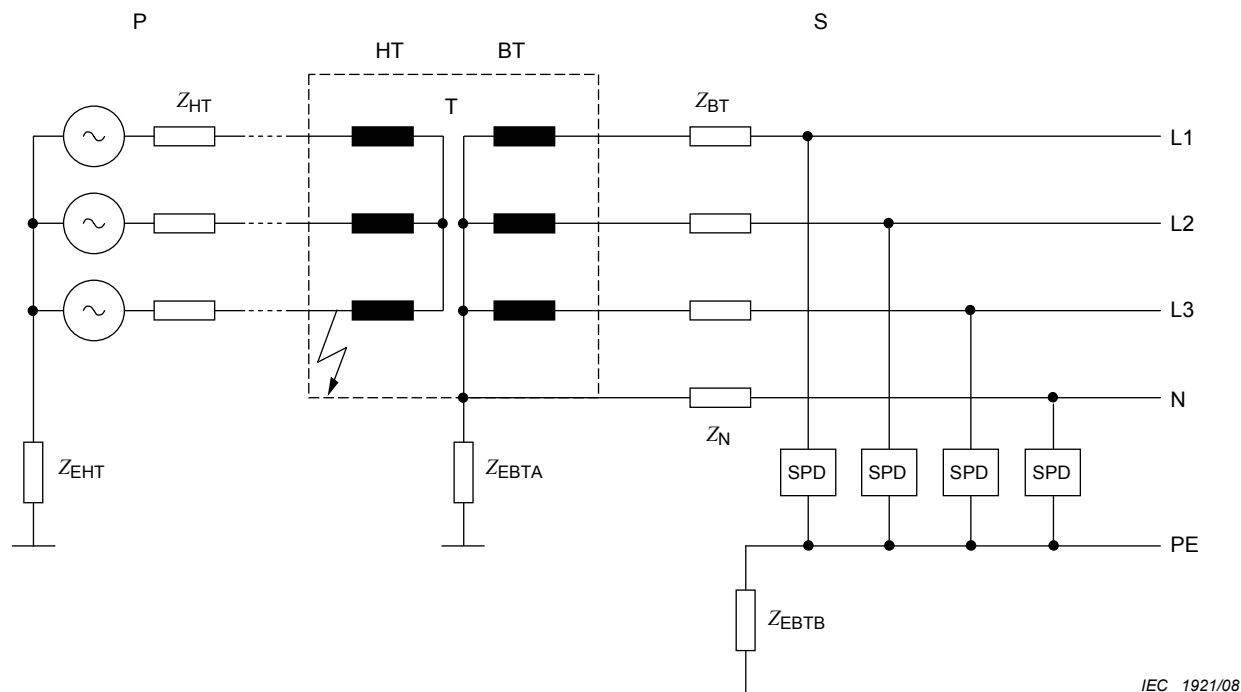 P
S
HT
BT
Z_HT
T
Z_BT
L1
L2
L3
N
Z_N
Z_EHT
Z_EBTA
SPD
SPD
SPD
SPD
PE
Z_EBTB
IEC 1921/08